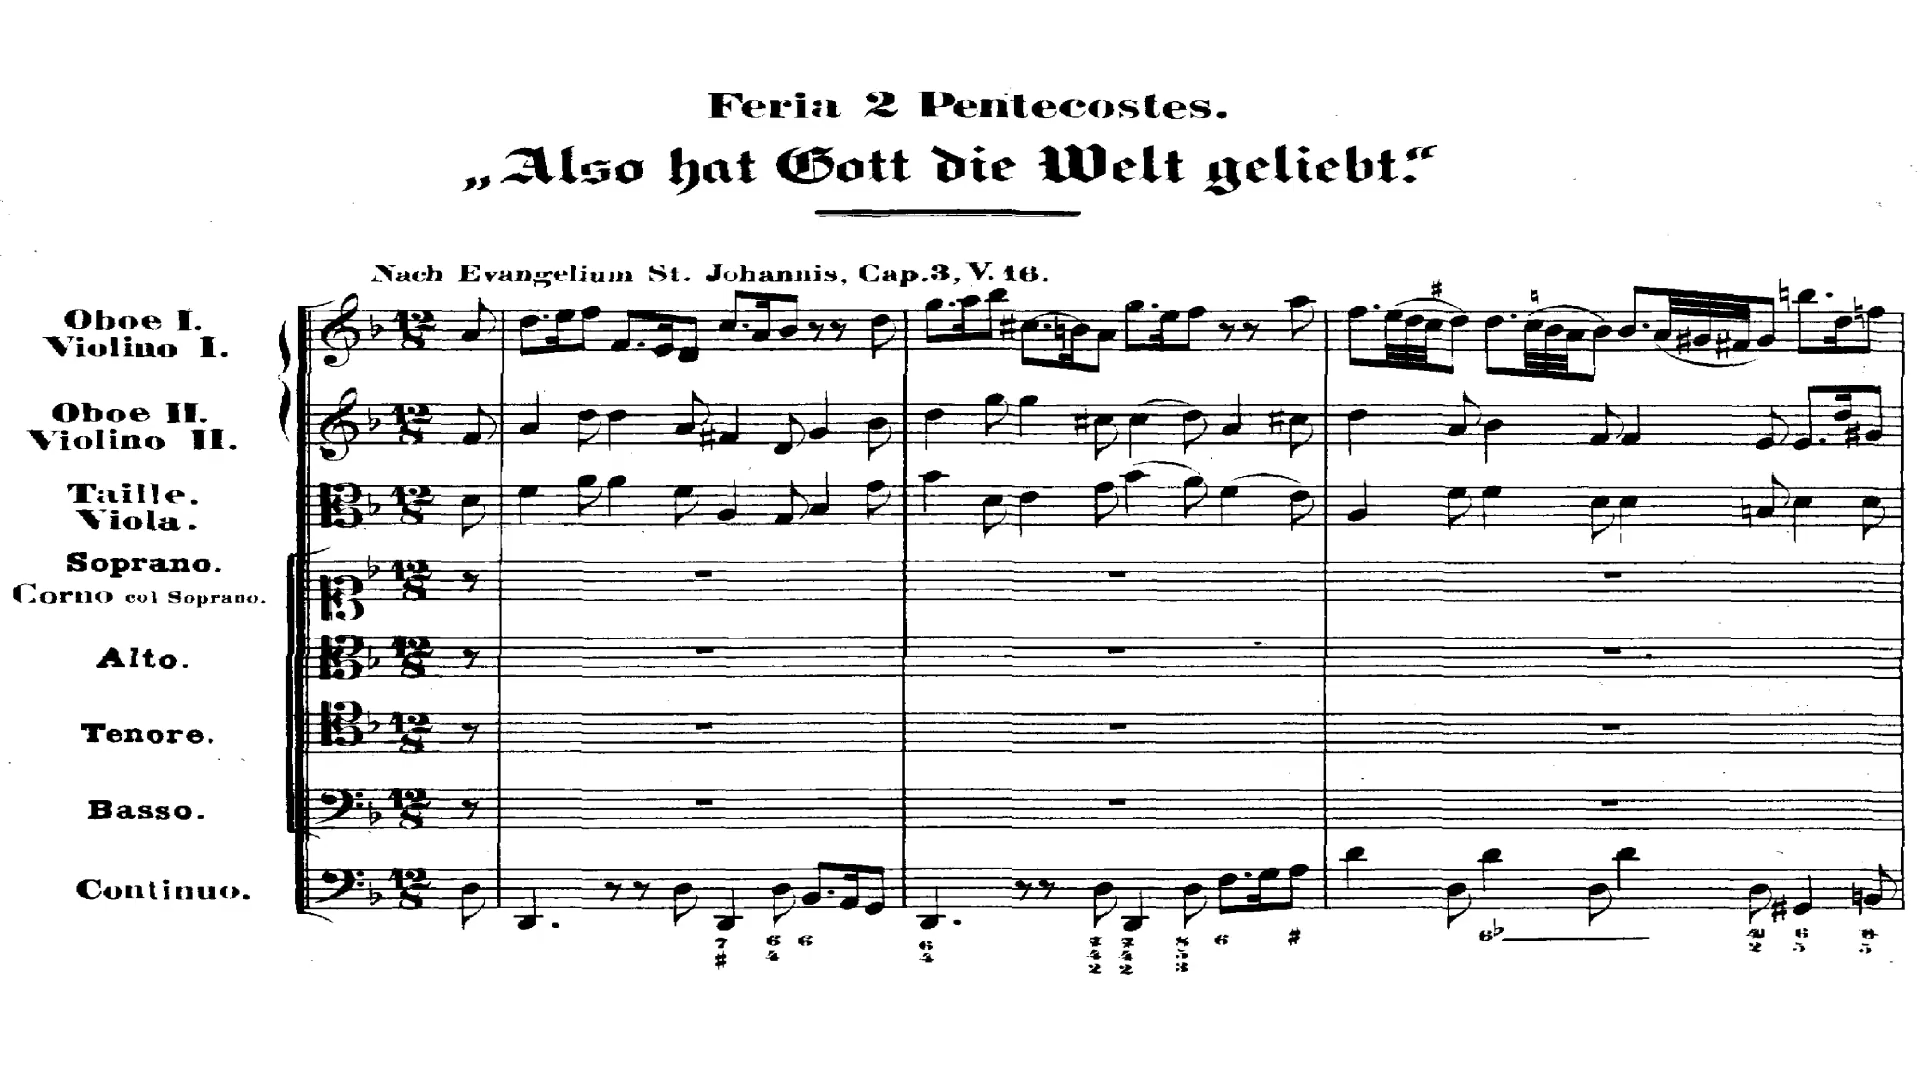 Feria 2 Pentecostes.
„Also hat Gott die Welt geliebt.“
Nach Evangelium St. Johannis, Cap. 3, V. 16.
Oboe I.
Violino I.
Oboe II.
Violino II.
Taille.
Viola.
Soprano.
Corno col Soprano.
Alto.
Tenore.
Basso.
Continuo.